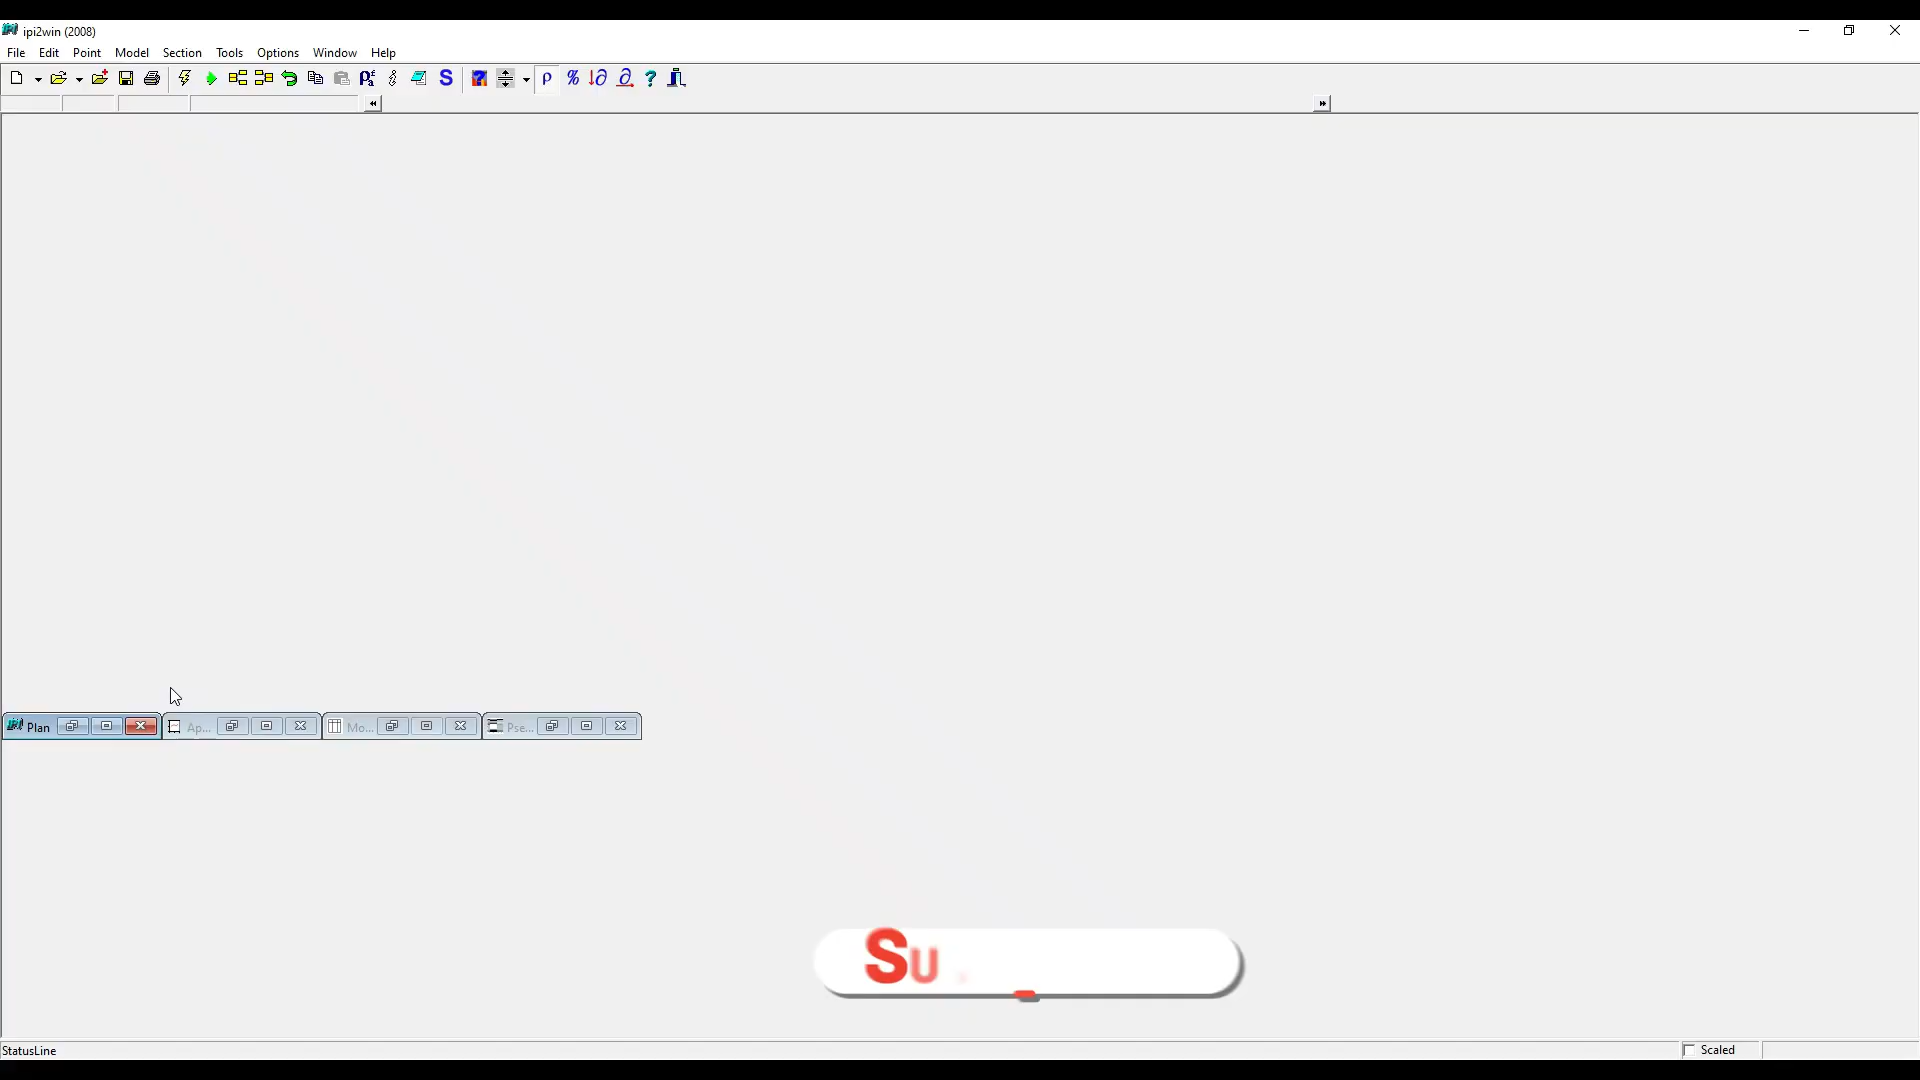 ipi2win (2008)
File Edit Point Model Section Tools Options Window Help
S ρ % ?
Plan Ap... Mo... Pse...
Su
StatusLine Scaled